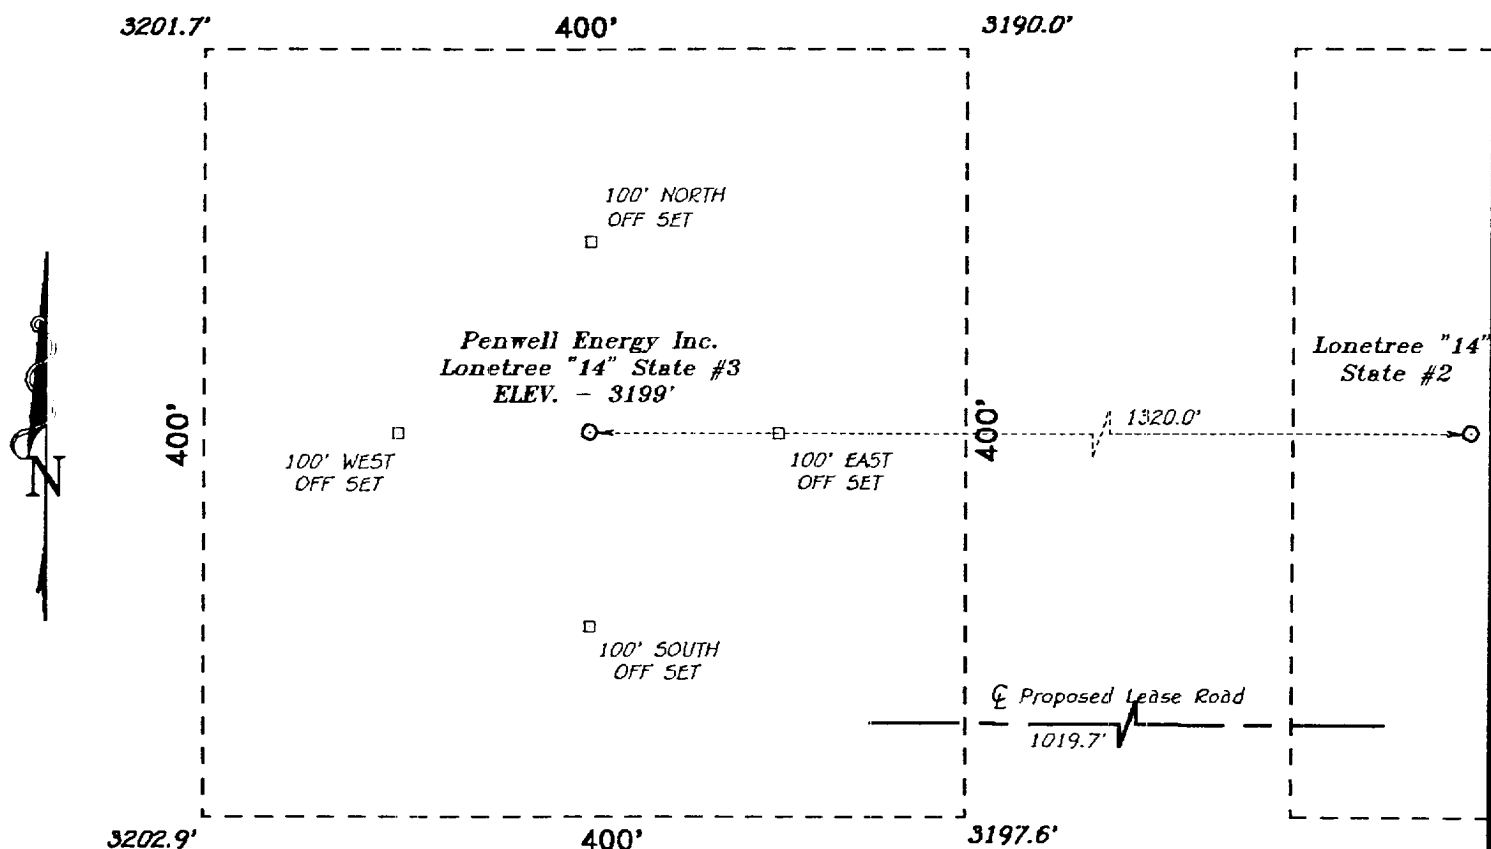 3201.7' 400' 3190.0'
100' NORTH
OFF SET
Penwell Energy Inc.
Lonetree "14" State #3
ELEV. - 3199'
Lonetree "14"
State #2
400'
400'
1320.0'
100' WEST
OFF SET
100' EAST
OFF SET
N
100' SOUTH
OFF SET
℄ Proposed Lease Road
1019.7'
3202.9' 400' 3197.6'